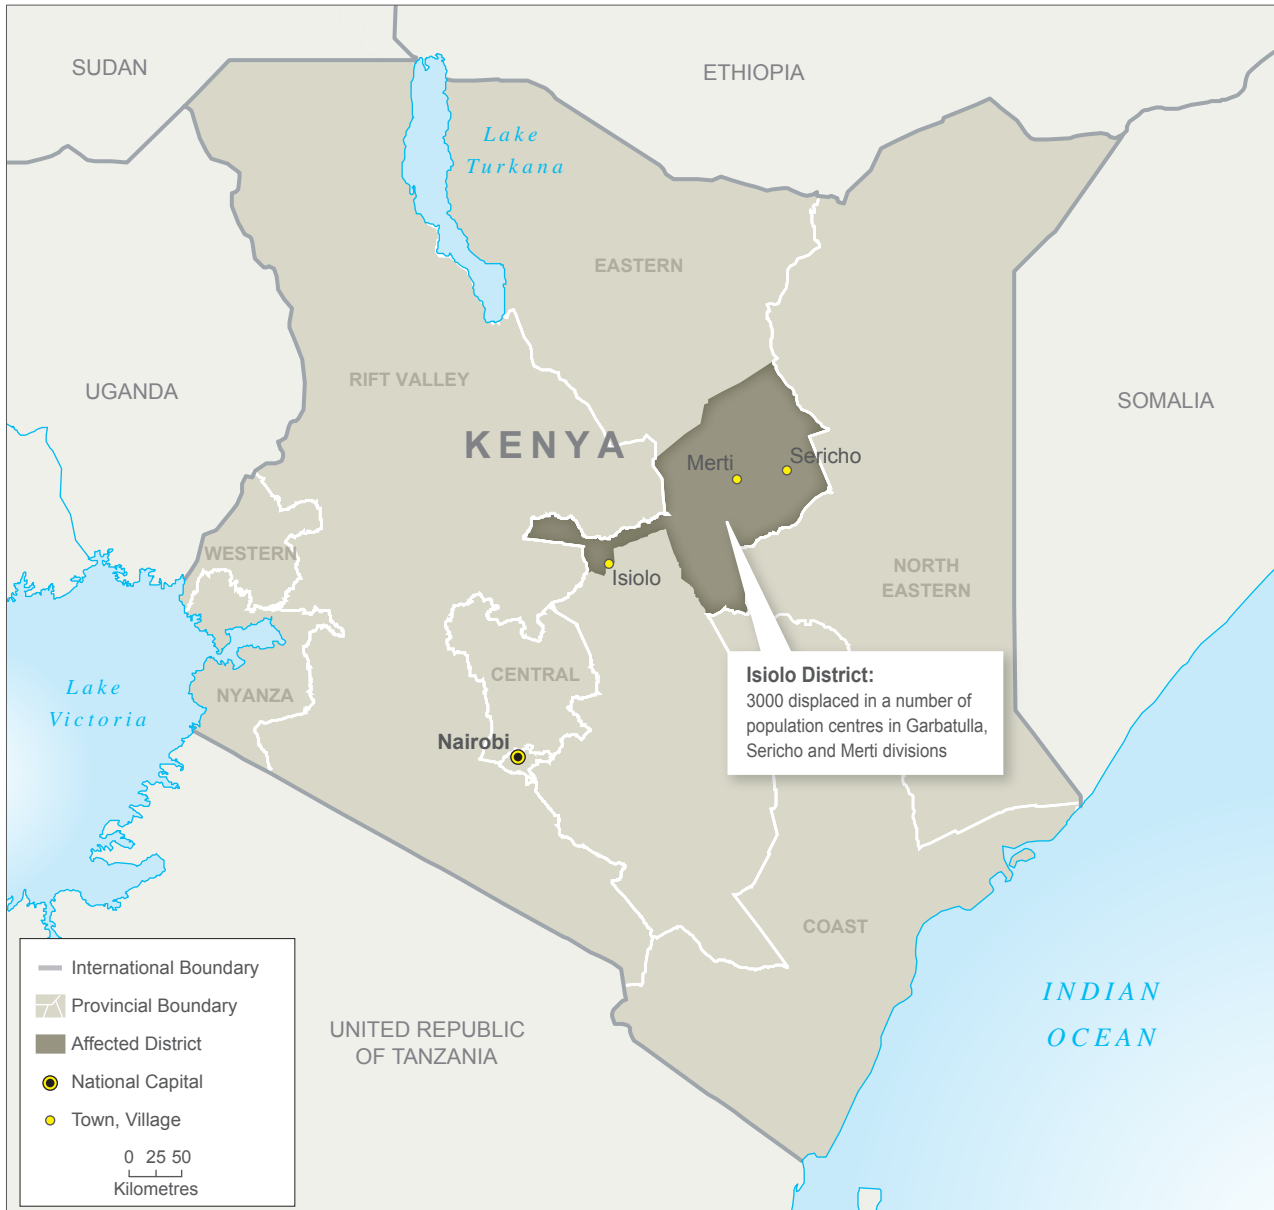 SUDAN
ETHIOPIA
Lake
Turkana
EASTERN
RIFT VALLEY
UGANDA
SOMALIA
KENYA
Merti
Sericho
WESTERN
Isiolo
NORTH
EASTERN
CENTRAL
NYANZA
Lake
Victoria
Isiolo District:
3000 displaced in a number of
population centres in Garbatulla,
Sericho and Merti divisions
Nairobi
COAST
INDIAN
OCEAN
UNITED REPUBLIC
OF TANZANIA
International Boundary
Provincial Boundary
Affected District
National Capital
Town, Village
0 25 50
Kilometres